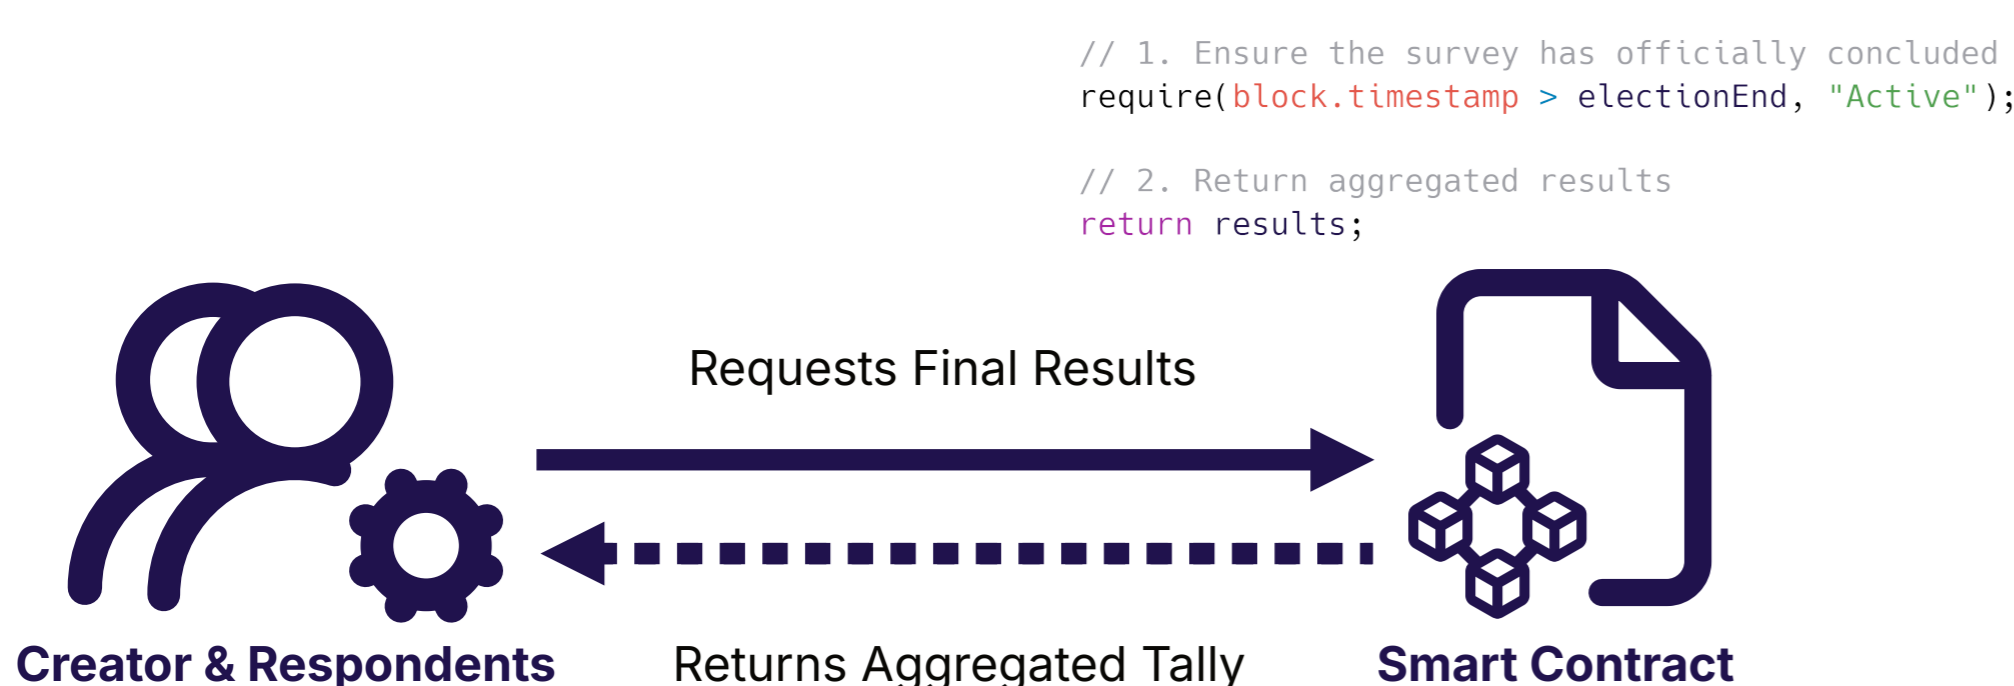 // 1. Ensure the survey has officially concluded
require(block.timestamp > electionEnd, "Active");
// 2. Return aggregated results
return results;
Requests Final Results
Creator & Respondents
Returns Aggregated Tally
Smart Contract